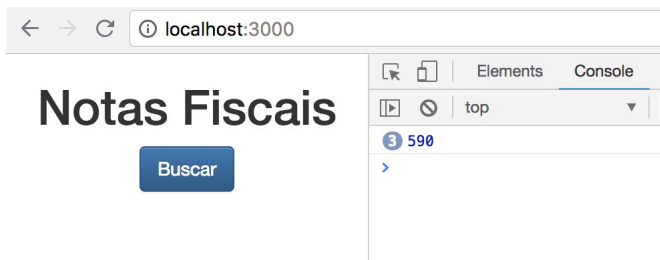 localhost:3000
Notas Fiscais
Buscar
Elements Console
top
3 590